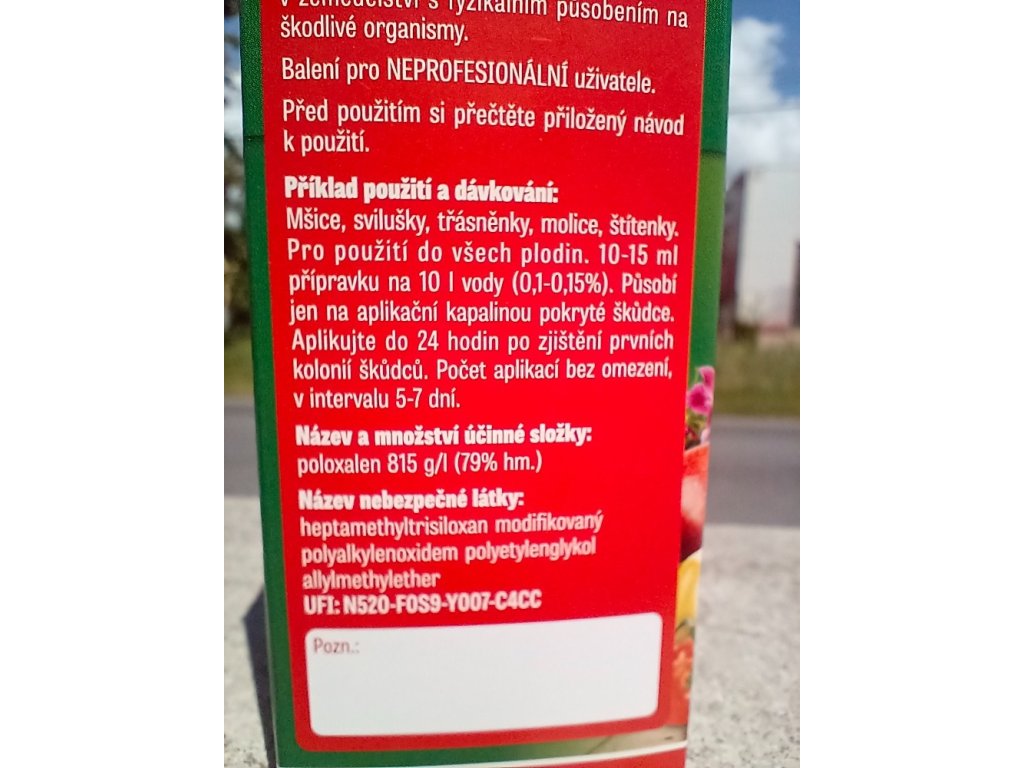 v zemědělství s fyzikálním působením na
škodlivé organismy.
Balení pro NEPROFESIONÁLNÍ uživatele.
Před použitím si přečtěte přiložený návod
k použití.
Příklad použití a dávkování:
Mšice, svilušky, třásněnky, molice, štítenky.
Pro použití do všech plodin. 10-15 ml
přípravku na 10 l vody (0,1-0,15%). Působí
jen na aplikační kapalinou pokryté škůdce.
Aplikujte do 24 hodin po zjištění prvních
kolonií škůdců. Počet aplikací bez omezení,
v intervalu 5-7 dní.
Název a množství účinné složky:
poloxalen 815 g/l (79% hm.)
Název nebezpečné látky:
heptamethyltrisiloxan modifikovaný
polyalkylenoxidem polyetylenglykol
allylmethylether
UFI: N520-F0S9-Y007-C4CC
Pozn.: